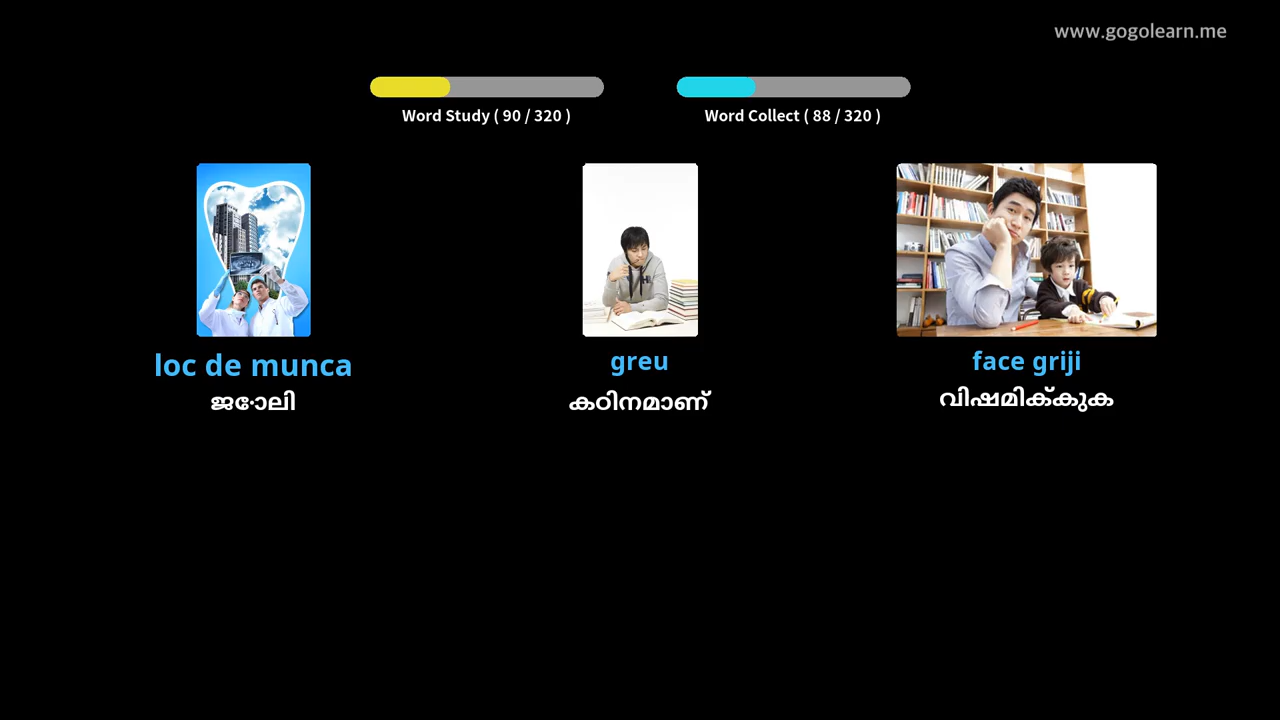 www.gogolearn.me
Word Study ( 90 / 320 )
Word Collect ( 88 / 320 )
loc de munca
greu
face griji
ജോലി
കഠിനമാണ്
വിഷമിക്കുക